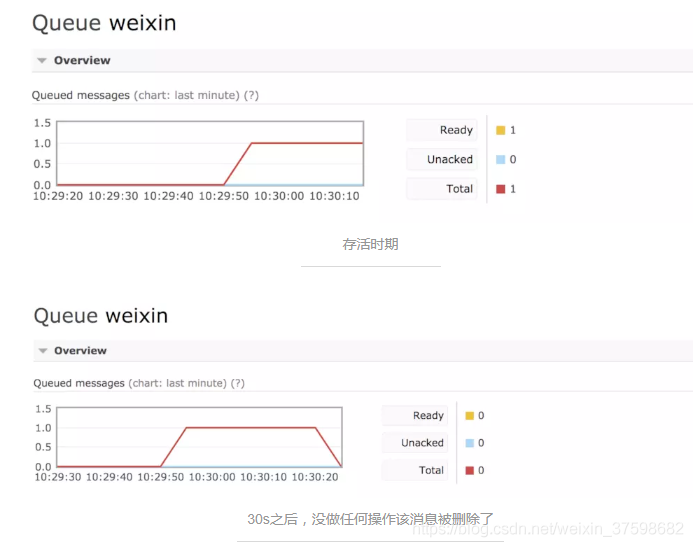 Queue weixin
Overview
Queued messages (chart: last minute) (?)
1.5
1.0
0.5
0.0
10:29:20 10:29:30 10:29:40 10:29:50 10:30:00 10:30:10
Ready 1
Unacked 0
Total 1
存活时期
Queue weixin
Overview
Queued messages (chart: last minute) (?)
1.5
1.0
0.5
0.0
10:29:30 10:29:40 10:29:50 10:30:00 10:30:10 10:30:20
Ready 0
Unacked 0
Total 0
30s之后，没做任何操作该消息被删除了
https://blog.csdn.net/weixin_37598682